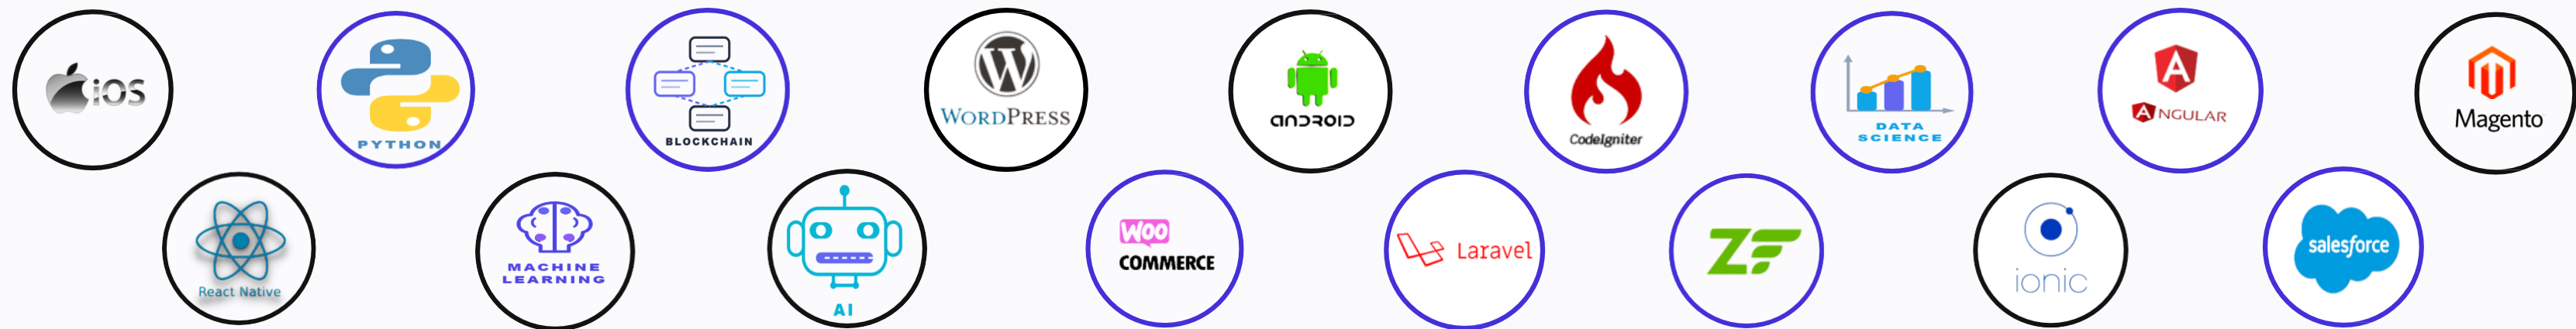 iOS
PYTHON
BLOCKCHAIN
W
WORDPRESS
ANDROID
CodeIgniter
DATA
SCIENCE
A
ANGULAR
Magento
React Native
MACHINE
LEARNING
AI
WOO
COMMERCE
Laravel
ZF
ionic
salesforce